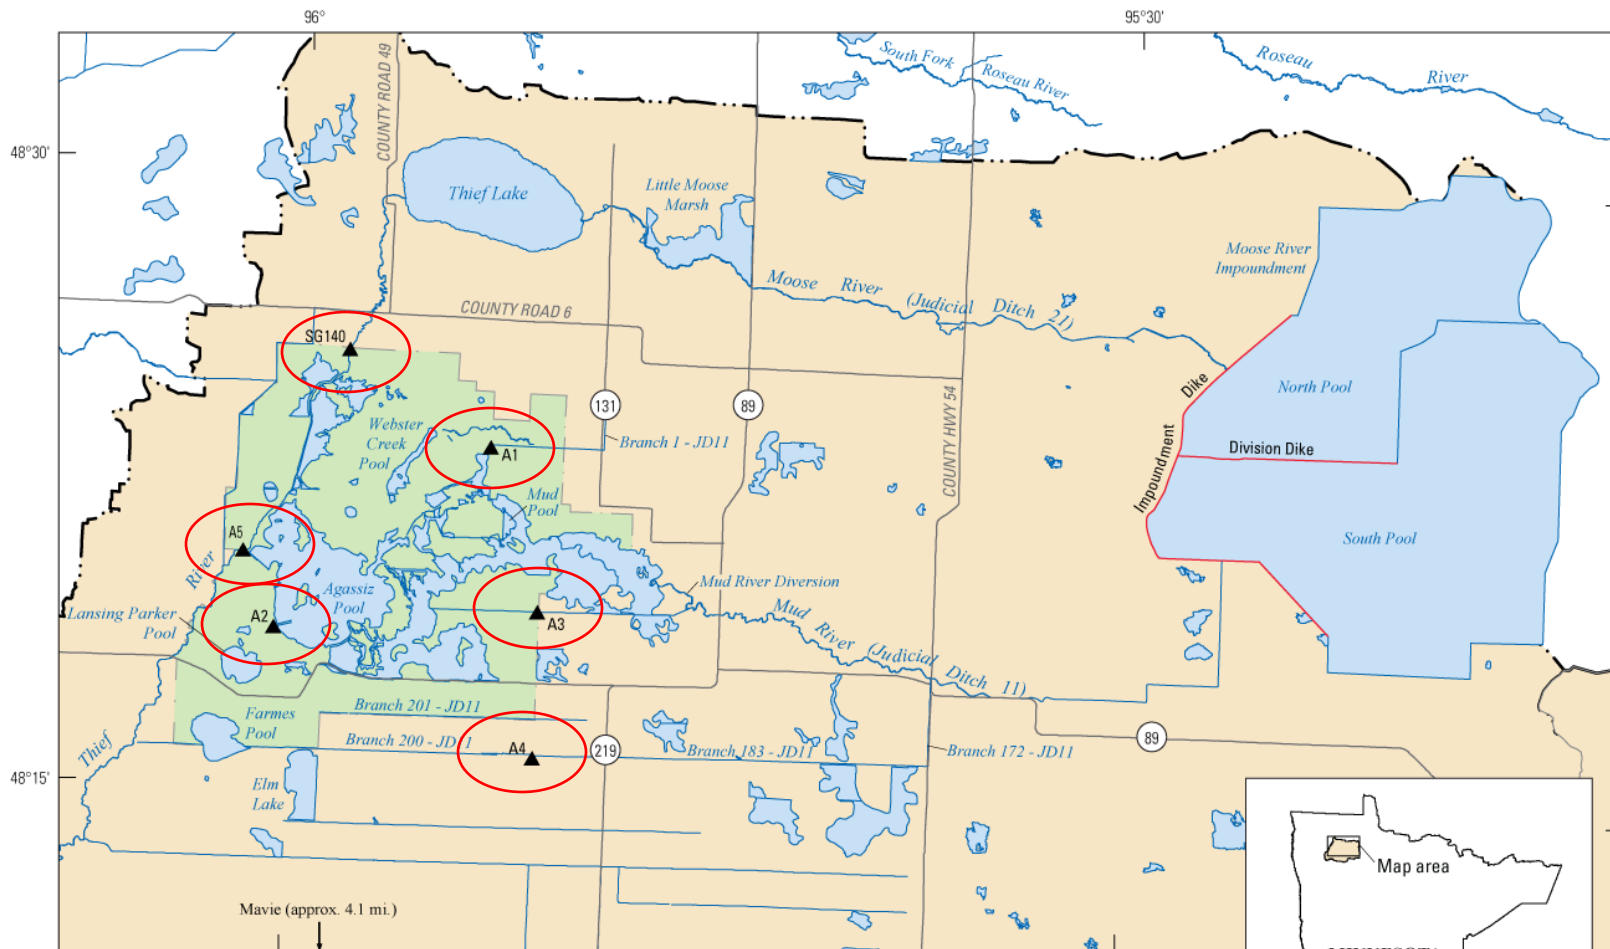 96°
95°30'
48°30'
48°15'
COUNTY ROAD 49
South Fork
Roseau River
Roseau
River
Thief Lake
Little Moose
Marsh
Moose River
Impoundment
Moose River (Judicial Ditch 21)
COUNTY ROAD 6
SG140
131
89
COUNTY HWY 54
Dike
North Pool
Webster
Creek
Pool
A1
Branch 1 - JD11
Impoundment
Division Dike
Mud
Pool
A5
River
South Pool
Agassiz
Pool
Mud River Diversion
Lansing Parker
Pool
A2
A3
Mud River (Judicial Ditch 11)
Branch 201 - JD11
Farmes
Pool
Branch 200 - JD11
A4
219
Branch 183 - JD11
Branch 172 - JD11
89
Thief
Elm
Lake
Map area
Mavie (approx. 4.1 mi.)